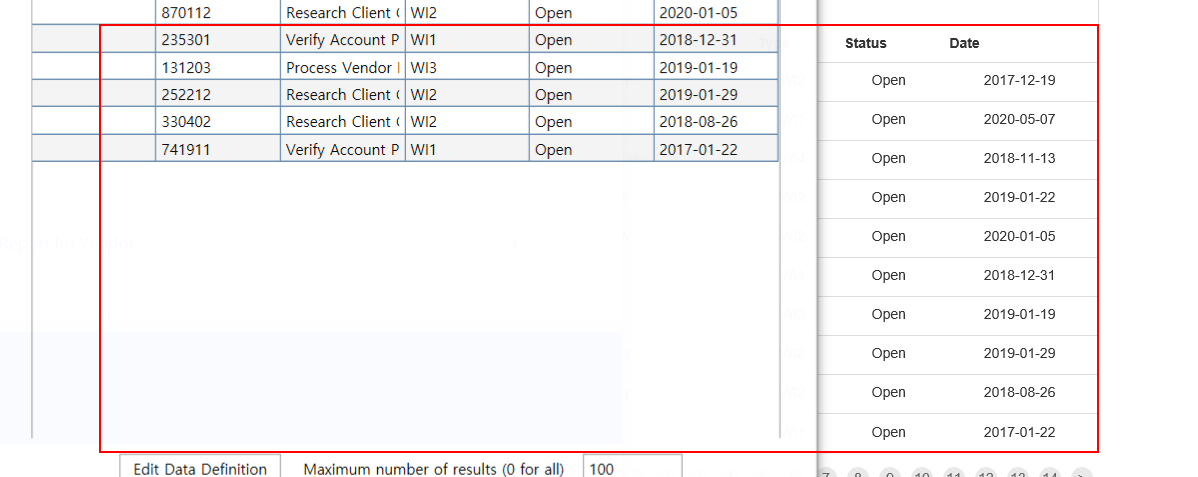 870112 Research Client ( WI2 Open 2020-01-05
235301 Verify Account P WI1 Open 2018-12-31
131203 Process Vendor WI3 Open 2019-01-19
252212 Research Client ( WI2 Open 2019-01-29
330402 Research Client ( WI2 Open 2018-08-26
741911 Verify Account P WI1 Open 2017-01-22
Status Date
Open 2017-12-19
Open 2020-05-07
Open 2018-11-13
Open 2019-01-22
Open 2020-01-05
Open 2018-12-31
Open 2019-01-19
Open 2019-01-29
Open 2018-08-26
Open 2017-01-22
Edit Data Definition Maximum number of results (0 for all) 100
7 8 9 10 11 12 13 14 >